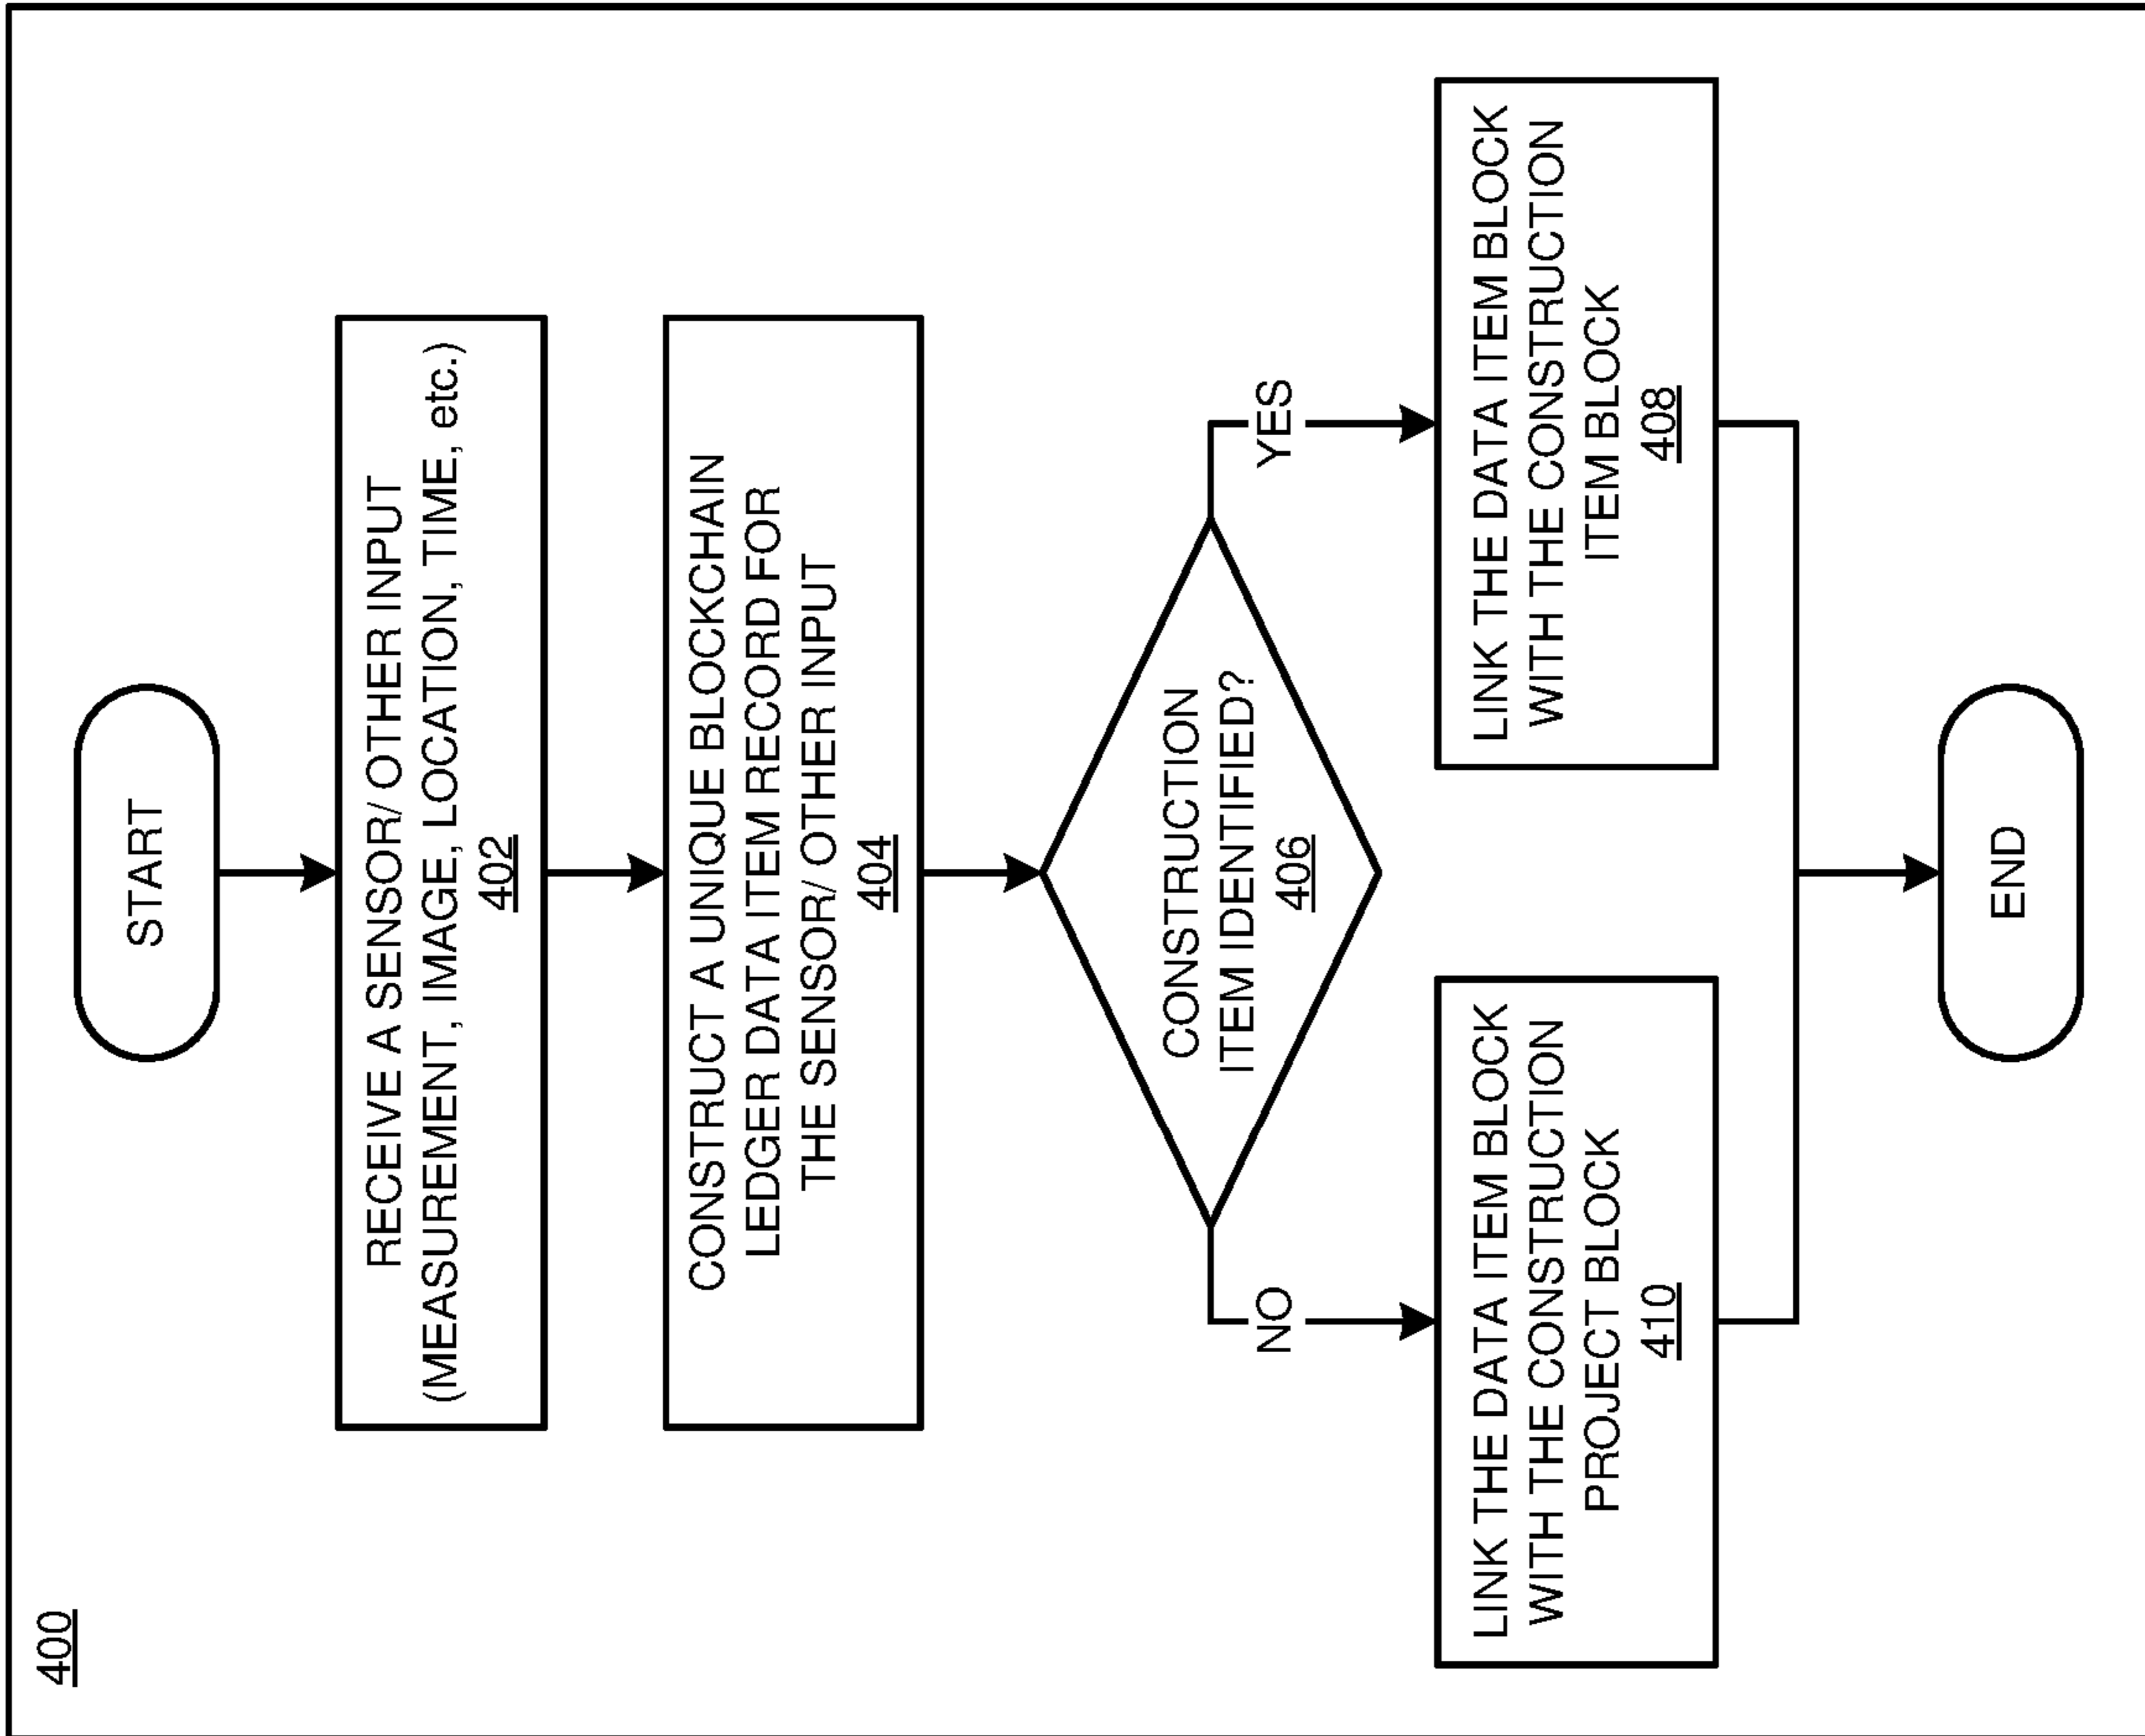 400
START
RECEIVE A SENSOR/ OTHER INPUT
(MEASUREMENT, IMAGE, LOCATION, TIME, etc.)
402
CONSTRUCT A UNIQUE BLOCKCHAIN
LEDGER DATA ITEM RECORD FOR
THE SENSOR/ OTHER INPUT
404
CONSTRUCTION
ITEM IDENTIFIED?
406
NO
YES
LINK THE DATA ITEM BLOCK
WITH THE CONSTRUCTION
PROJECT BLOCK
410
LINK THE DATA ITEM BLOCK
WITH THE CONSTRUCTION
ITEM BLOCK
408
END